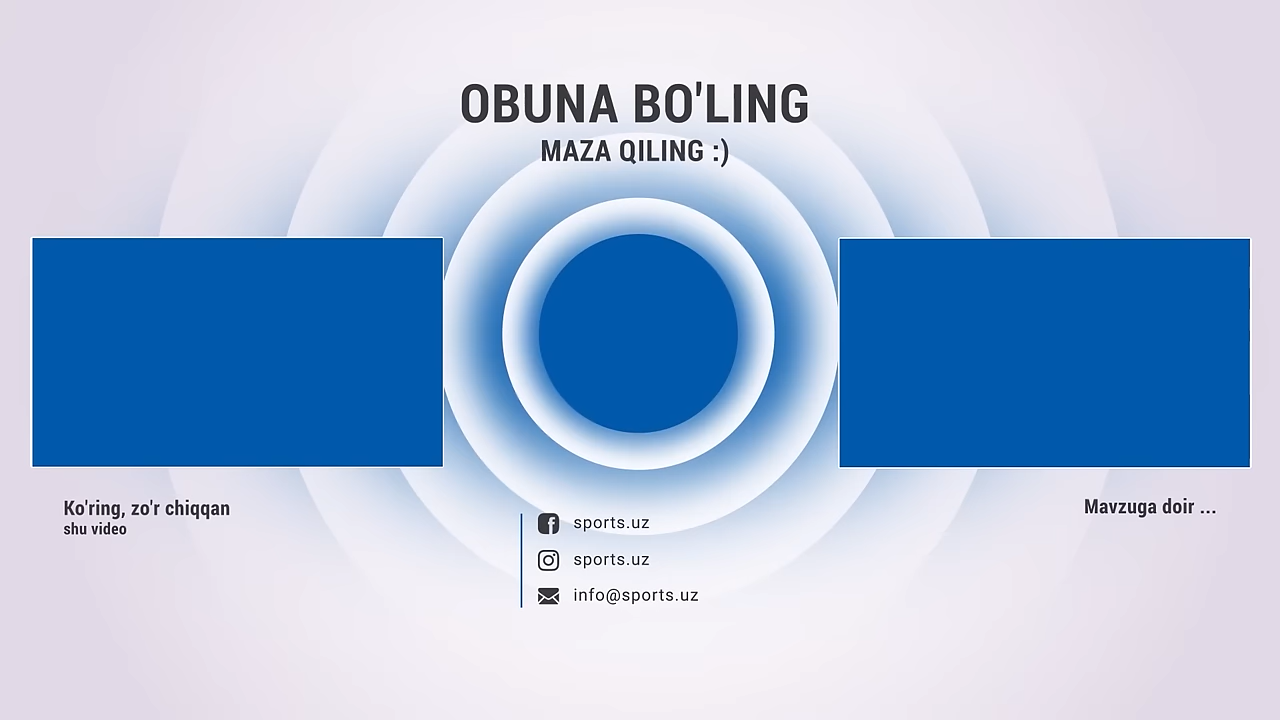 OBUNA BO'LING
MAZA QILING :)
Ko'ring, zo'r chiqqan
shu video
Mavzuga doir ...
sports.uz
sports.uz
info@sports.uz